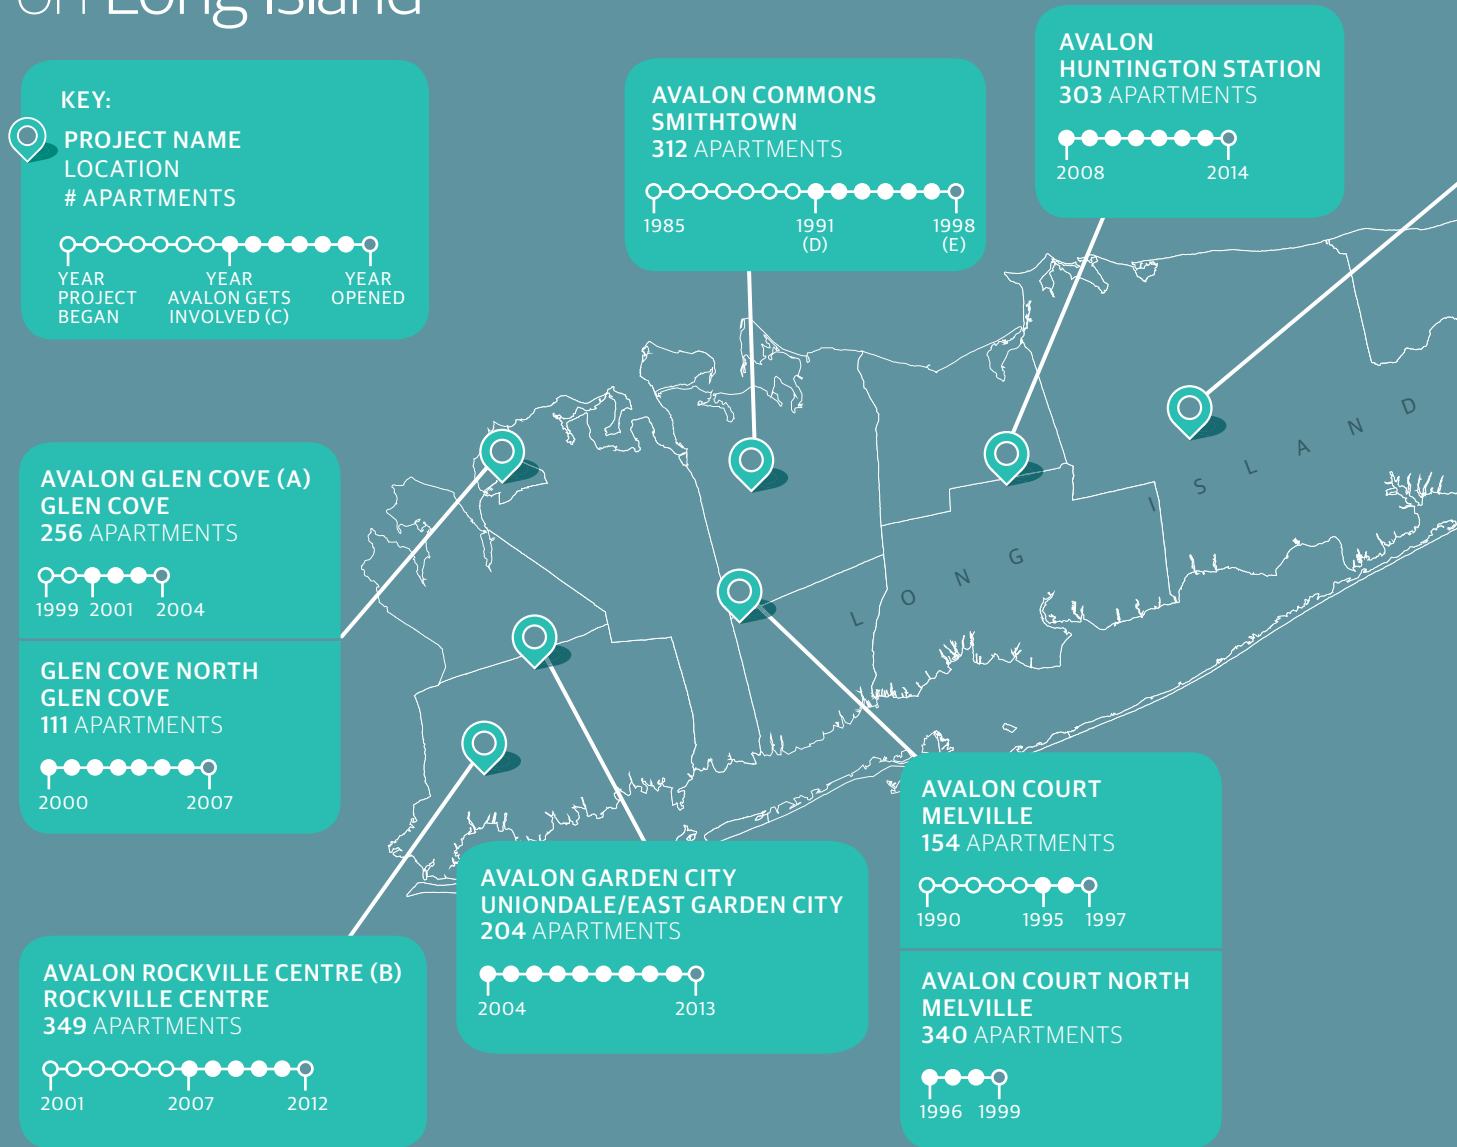 on Long Island
KEY:
PROJECT NAME
LOCATION
# APARTMENTS
YEAR PROJECT BEGAN
YEAR AVALON GETS INVOLVED (C)
YEAR OPENED
AVALON COMMONS
SMITHTOWN
312 APARTMENTS
1985 1991 (D) 1998 (E)
AVALON
HUNTINGTON STATION
303 APARTMENTS
2008 2014
AVALON GLEN COVE (A)
GLEN COVE
256 APARTMENTS
1999 2001 2004
GLEN COVE NORTH
GLEN COVE
111 APARTMENTS
2000 2007
LONG ISLAND
AVALON COURT
MELVILLE
154 APARTMENTS
1990 1995 1997
AVALON COURT NORTH
MELVILLE
340 APARTMENTS
1996 1999
AVALON GARDEN CITY
UNIONDALE/EAST GARDEN CITY
204 APARTMENTS
2004 2013
AVALON ROCKVILLE CENTRE (B)
ROCKVILLE CENTRE
349 APARTMENTS
2001 2007 2012